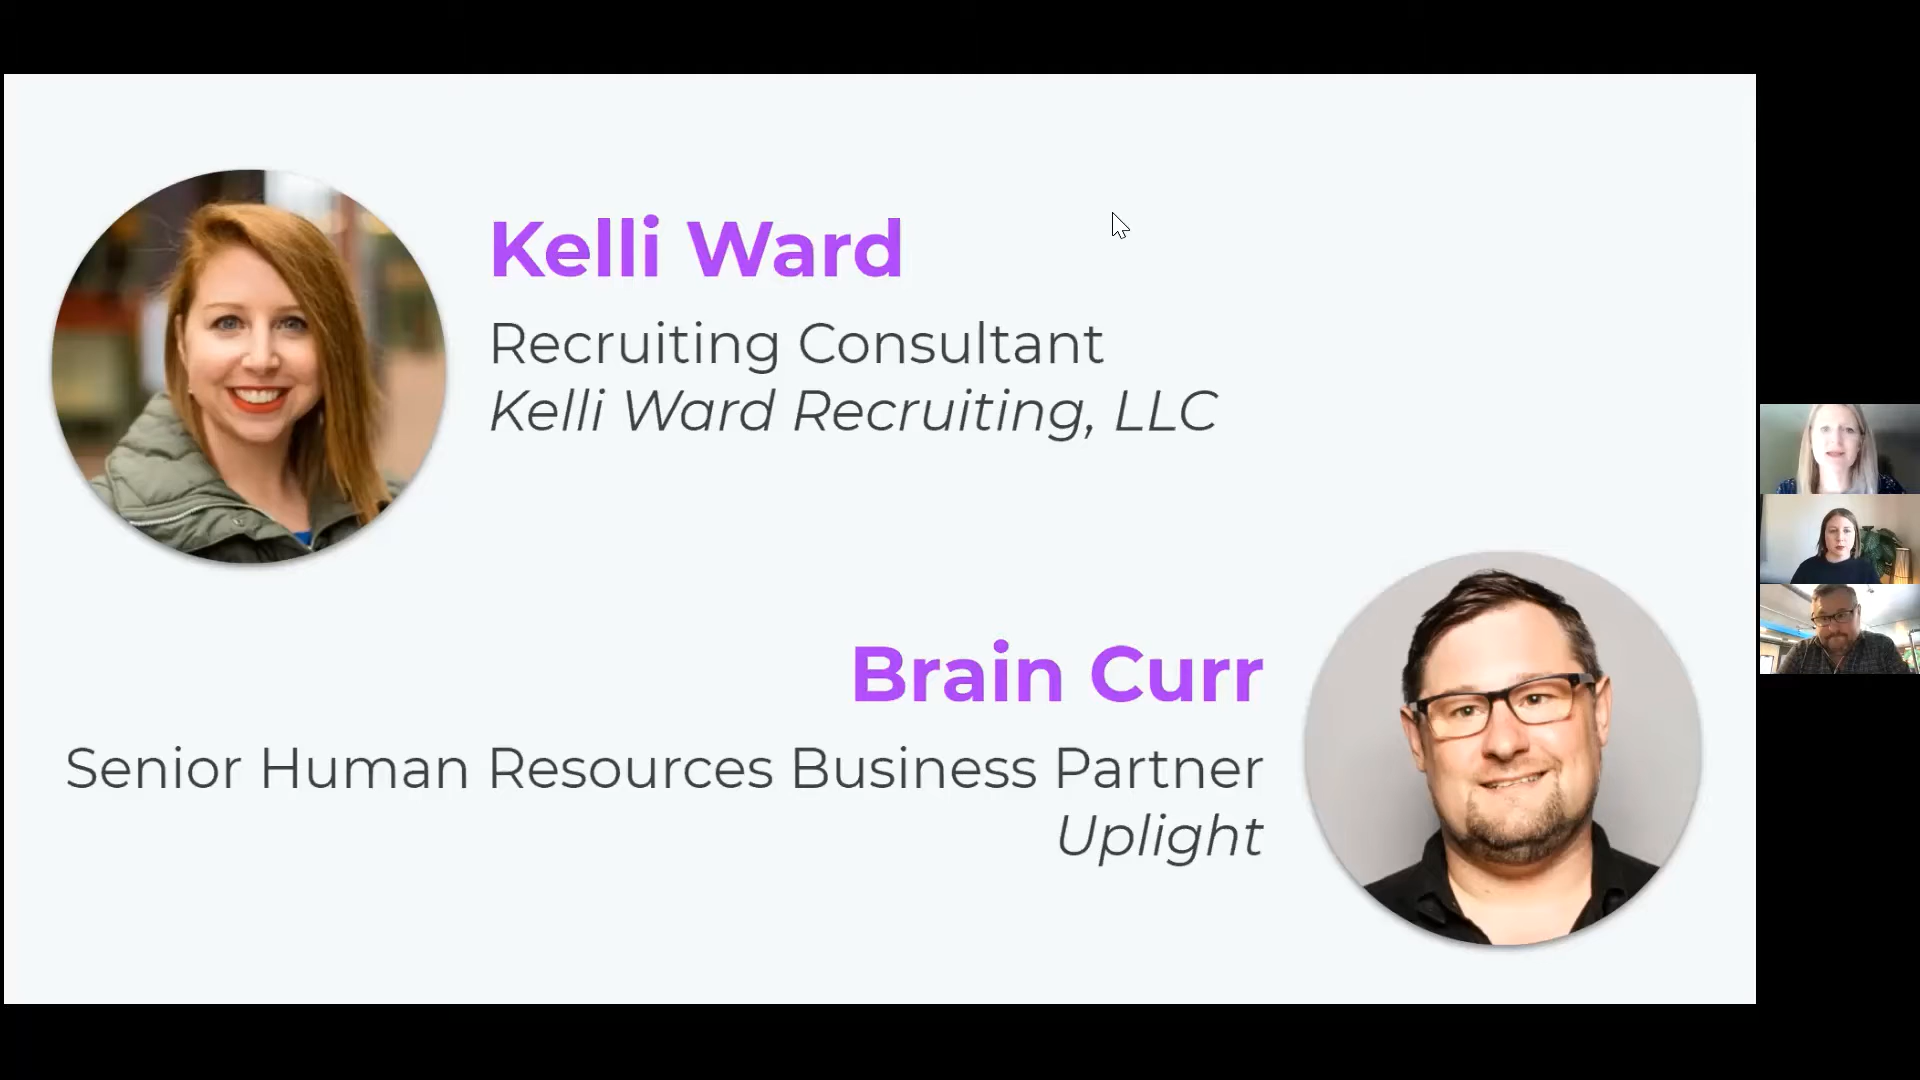 Kelli Ward
Recruiting Consultant
Kelli Ward Recruiting, LLC
Brain Curr
Senior Human Resources Business Partner
Uplight